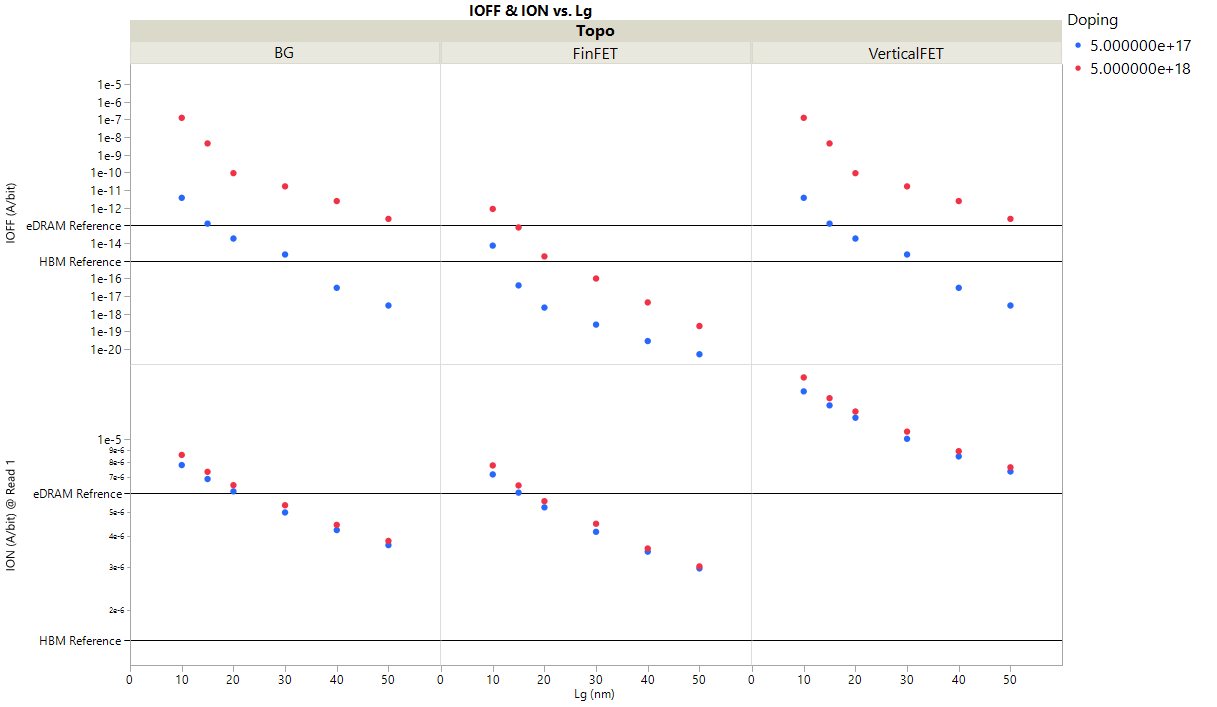 IOFF & ION vs. Lg
Topo
BG FinFET VerticalFET
Doping
5.000000e+17
5.000000e+18
IOFF (A/bit)
1e-5
1e-6
1e-7
1e-8
1e-9
1e-10
1e-11
1e-12
eDRAM Reference
1e-14
HBM Reference
1e-16
1e-17
1e-18
1e-19
1e-20
ION (A/bit) @ Read 1
1e-5
9e-6
8e-6
7e-6
eDRAM Refrence
5e-6
4e-6
3e-6
2e-6
HBM Reference
0 10 20 30 40 50 0 10 20 30 40 50 0 10 20 30 40 50
Lg (nm)